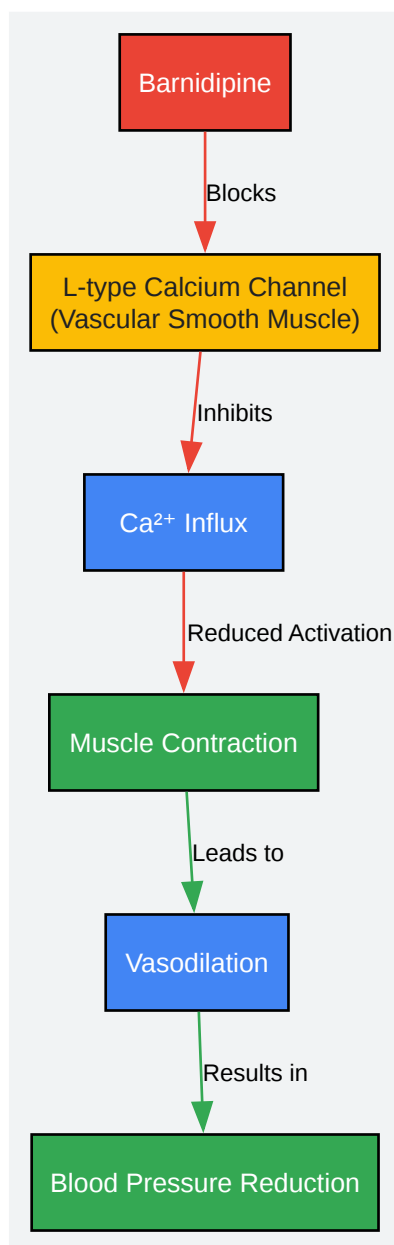 Barnidipine
Blocks
L-type Calcium Channel
(Vascular Smooth Muscle)
Inhibits
Ca²⁺ Influx
Reduced Activation
Muscle Contraction
Leads to
Vasodilation
Results in
Blood Pressure Reduction